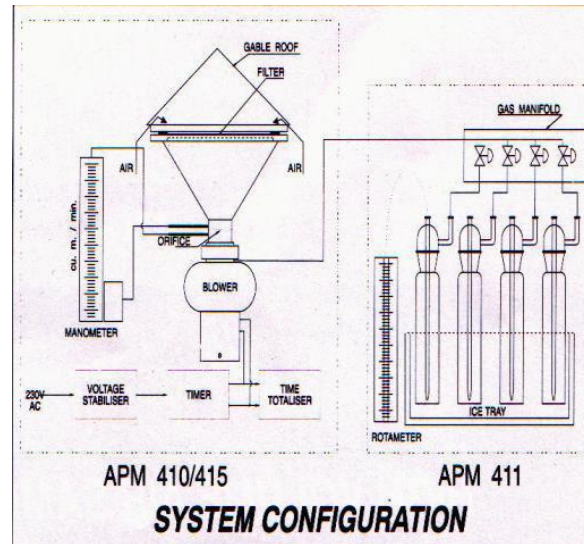 GABLE ROOF
FILTER
AIR
AIR
cu. m. / min.
ORIFICE
BLOWER
MANOMETER
230V
AC
VOLTAGE
STABILISER
TIMER
TIME
TOTALISER
APM 410/415
GAS MANIFOLD
ICE TRAY
ROTAMETER
APM 411
SYSTEM CONFIGURATION